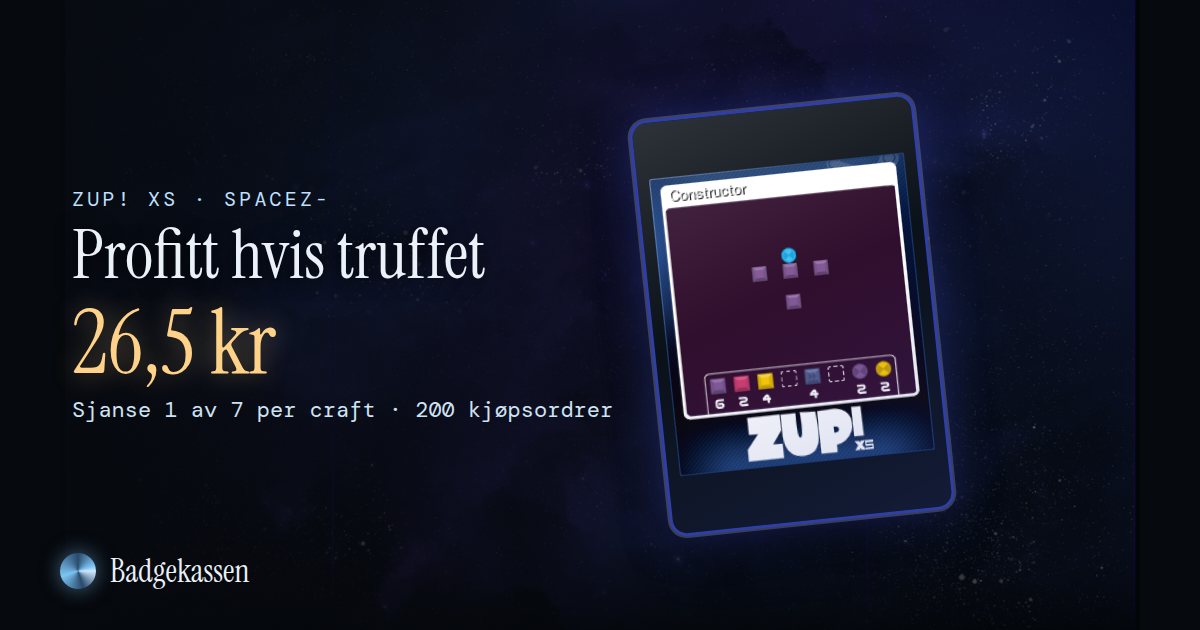 ZUP! XS · SPACEZ-
Profitt hvis truffet
26,5 kr
Sjanse 1 av 7 per craft · 200 kjøpsordrer
Badgekassen
Constructor
6 2 4 4 2 2
ZUP!
XS